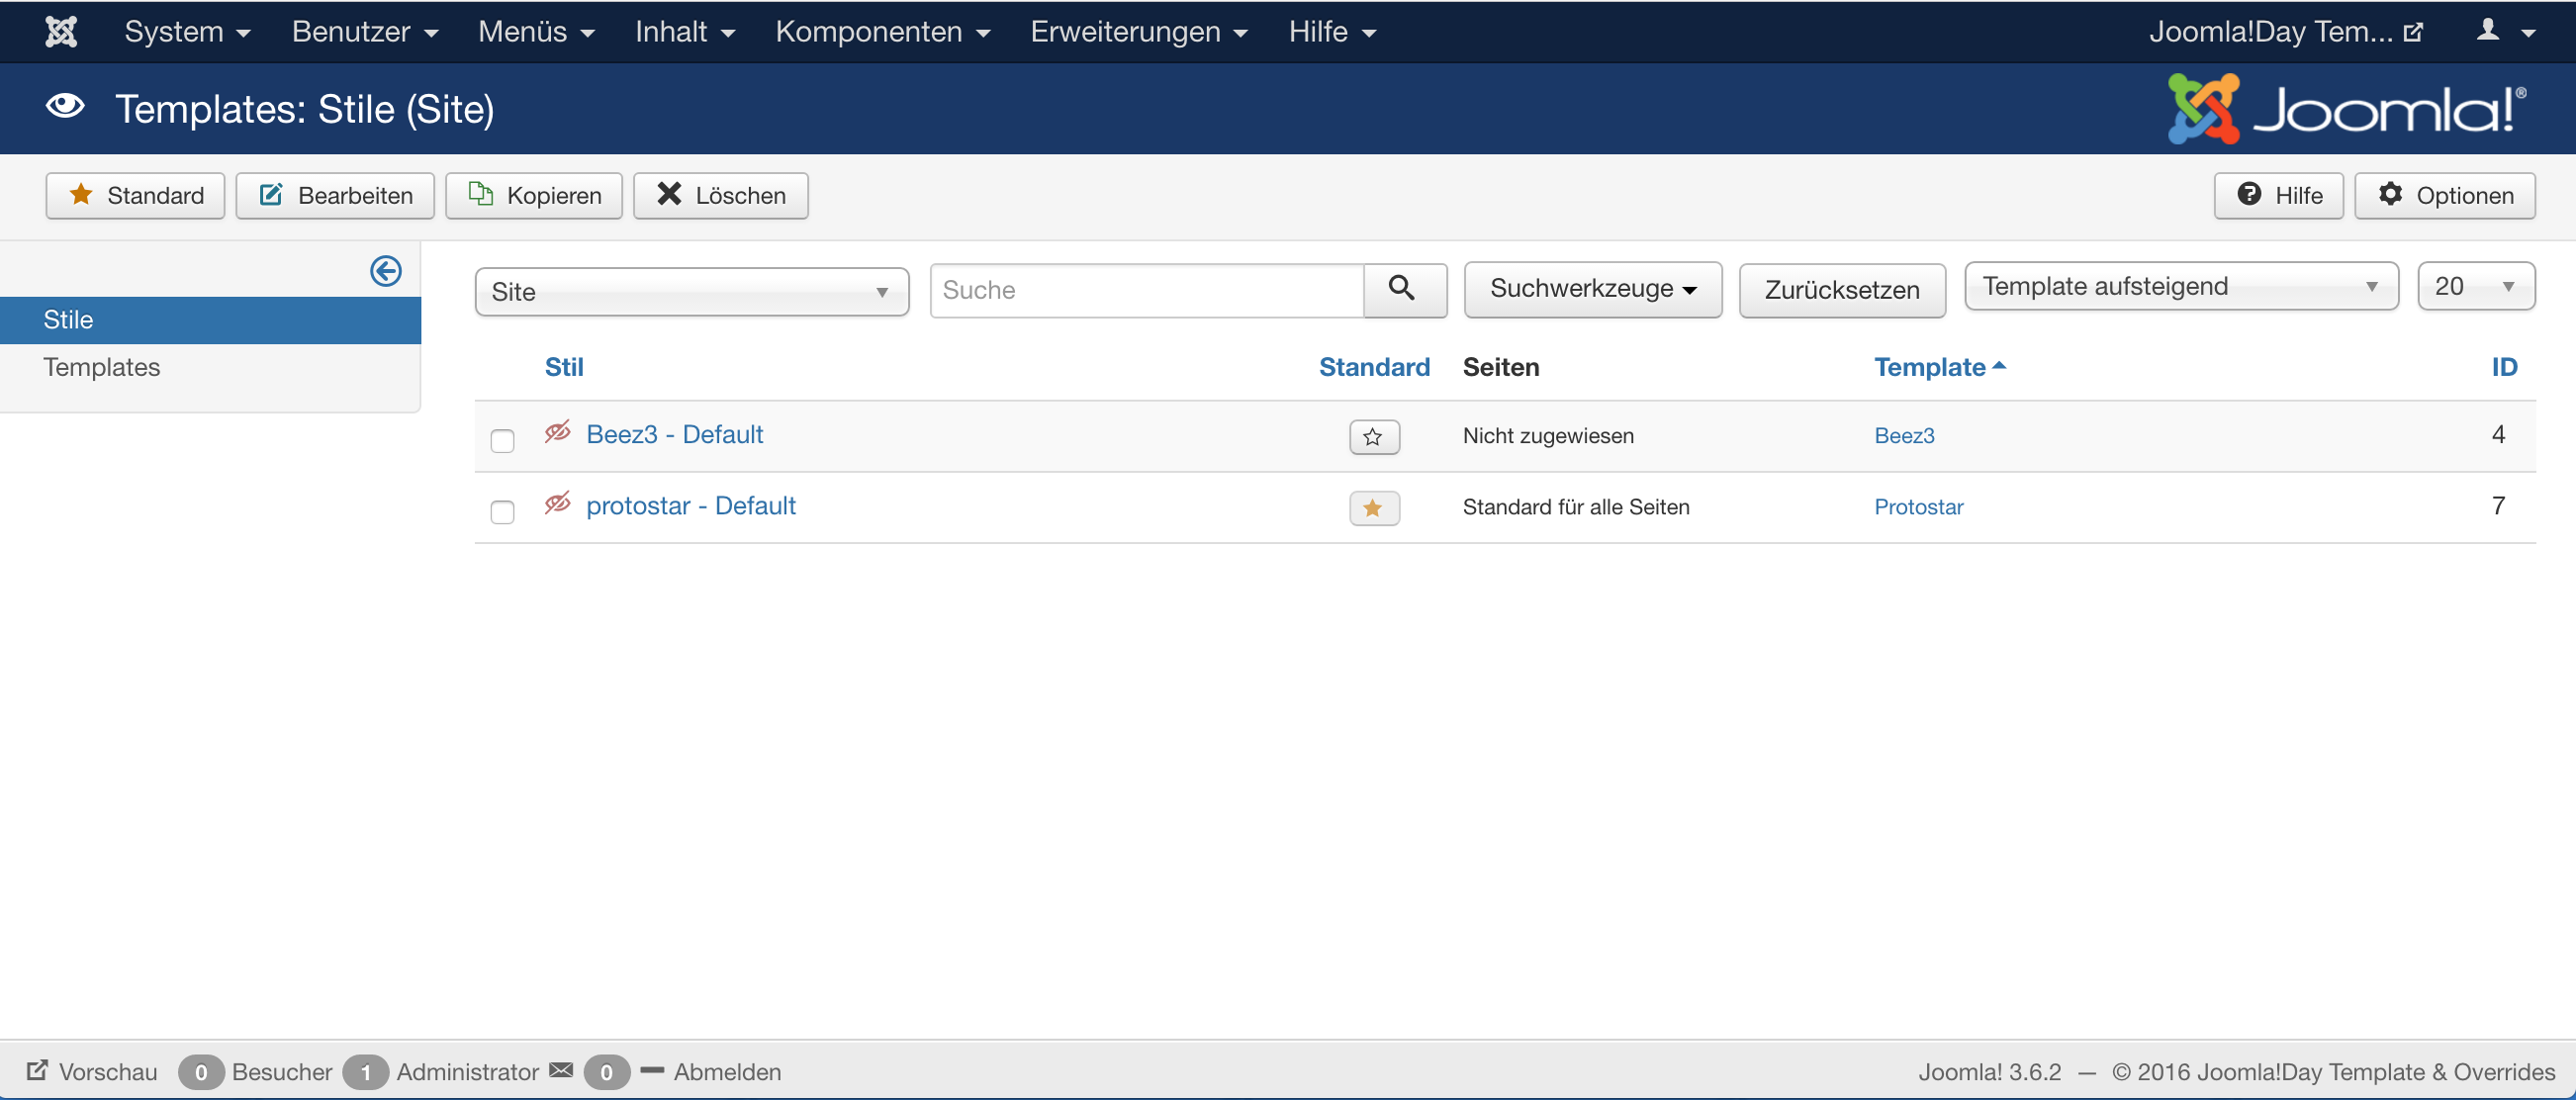 System Benutzer Menüs Inhalt Komponenten Erweiterungen Hilfe Joomla!Day Tem...
Templates: Stile (Site) Joomla!®
Standard Bearbeiten Kopieren Löschen Hilfe Optionen
Site Suche Suchwerkzeuge Zurücksetzen Template aufsteigend 20
Stile
Templates
Stil Standard Seiten Template ID
Beez3 - Default Nicht zugewiesen Beez3 4
protostar - Default Standard für alle Seiten Protostar 7
Vorschau 0 Besucher 1 Administrator 0 Abmelden Joomla! 3.6.2 — © 2016 Joomla!Day Template & Overrides